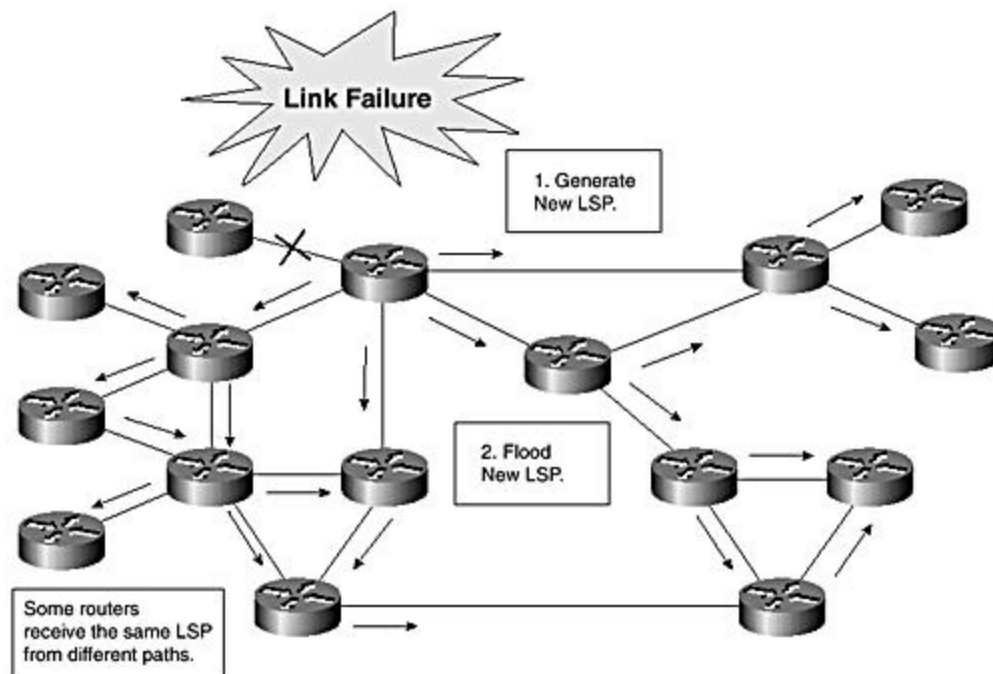 Link Failure
1. Generate
New LSP.
2. Flood
New LSP.
Some routers
receive the same LSP
from different paths.